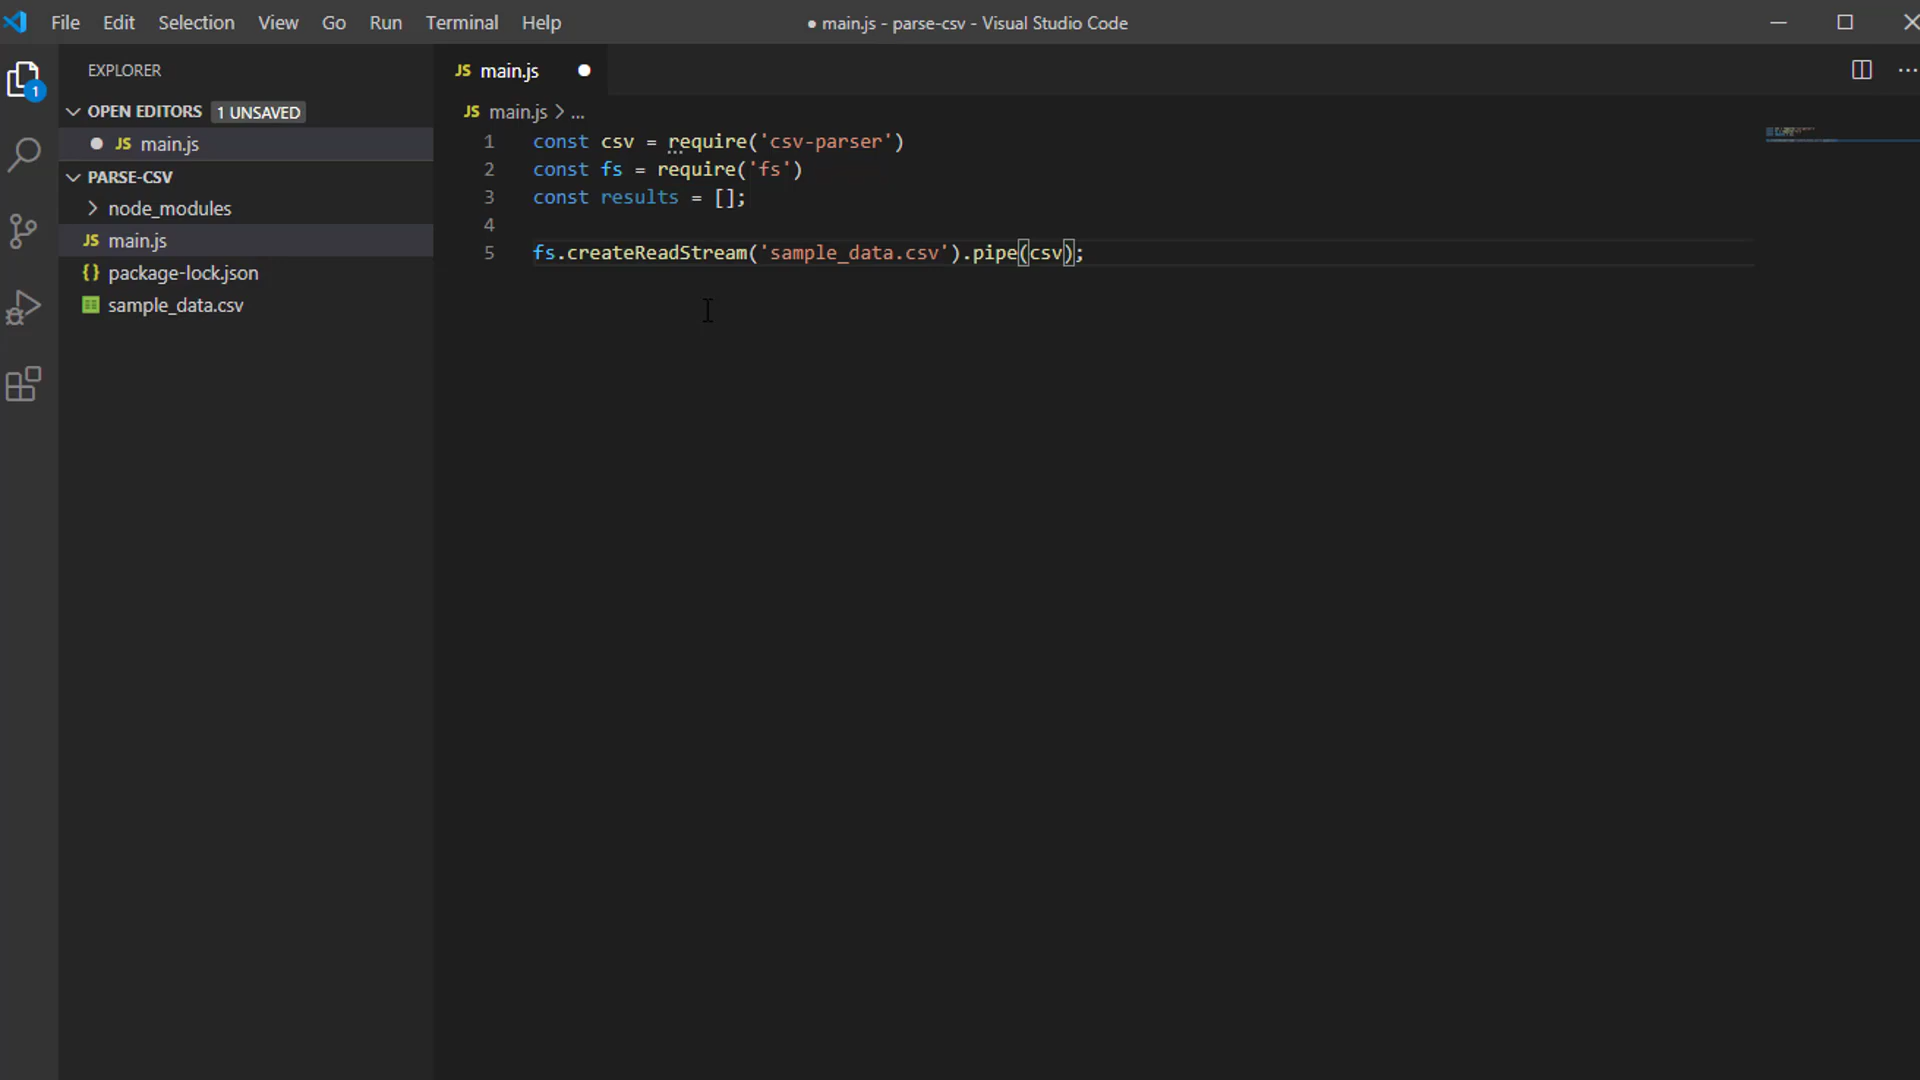 File Edit Selection View Go Run Terminal Help
● main.js - parse-csv - Visual Studio Code
EXPLORER
1
OPEN EDITORS 1 UNSAVED
JS main.js
PARSE-CSV
node_modules
JS main.js
{} package-lock.json
sample_data.csv
JS main.js
JS main.js > ...
1 const csv = require('csv-parser')
2 const fs = require('fs')
3 const results = [];
4
5 fs.createReadStream('sample_data.csv').pipe(csv);